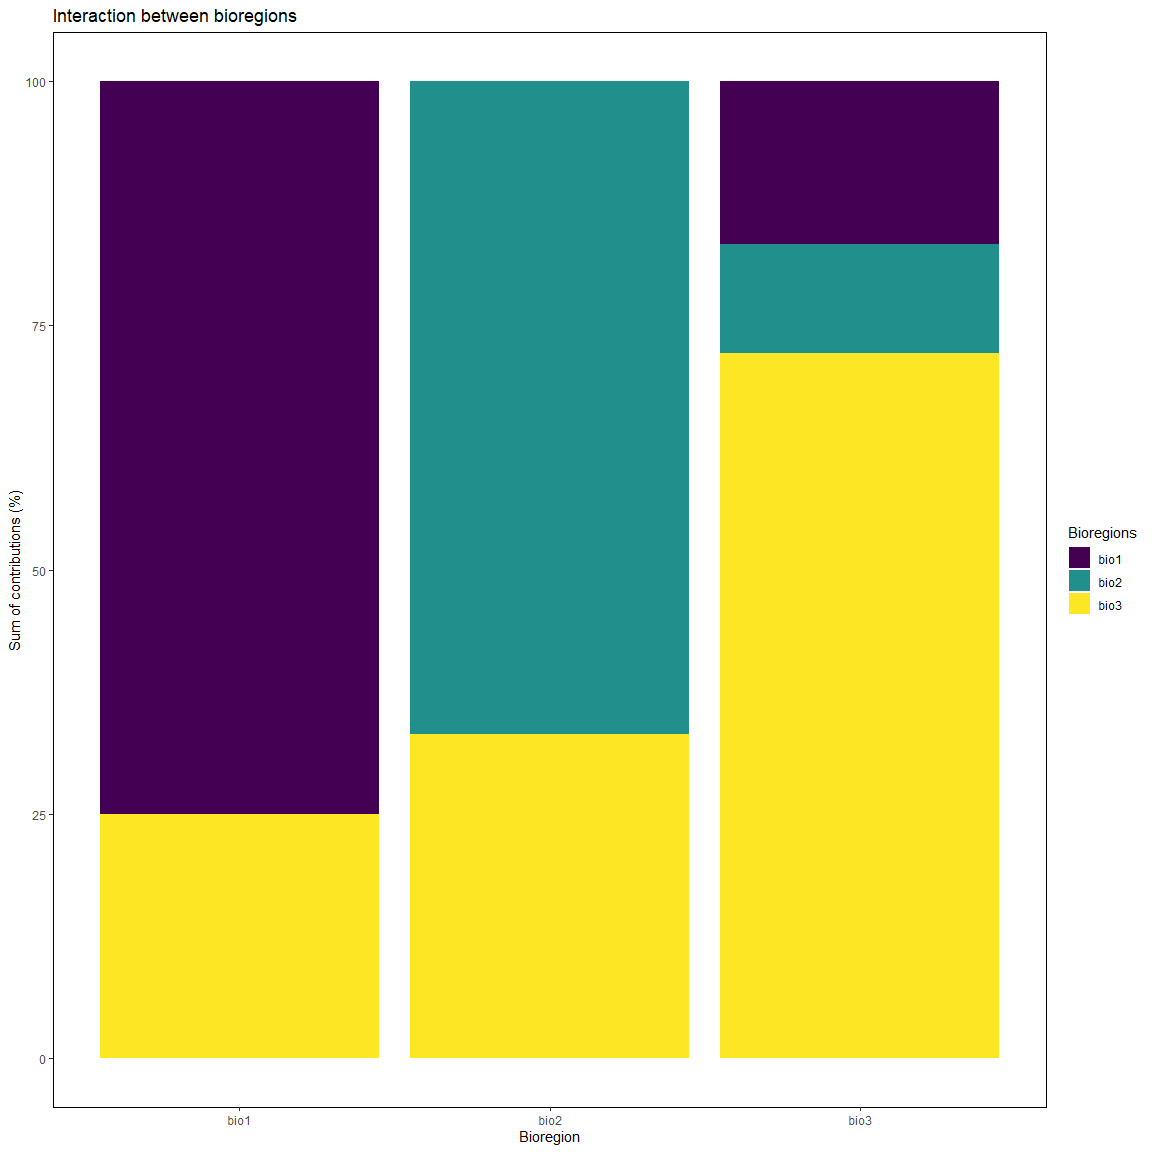 Interaction between bioregions
Sum of contributions (%)
100
75
50
25
0
bio1
bio2
bio3
Bioregion
Bioregions
bio1
bio2
bio3